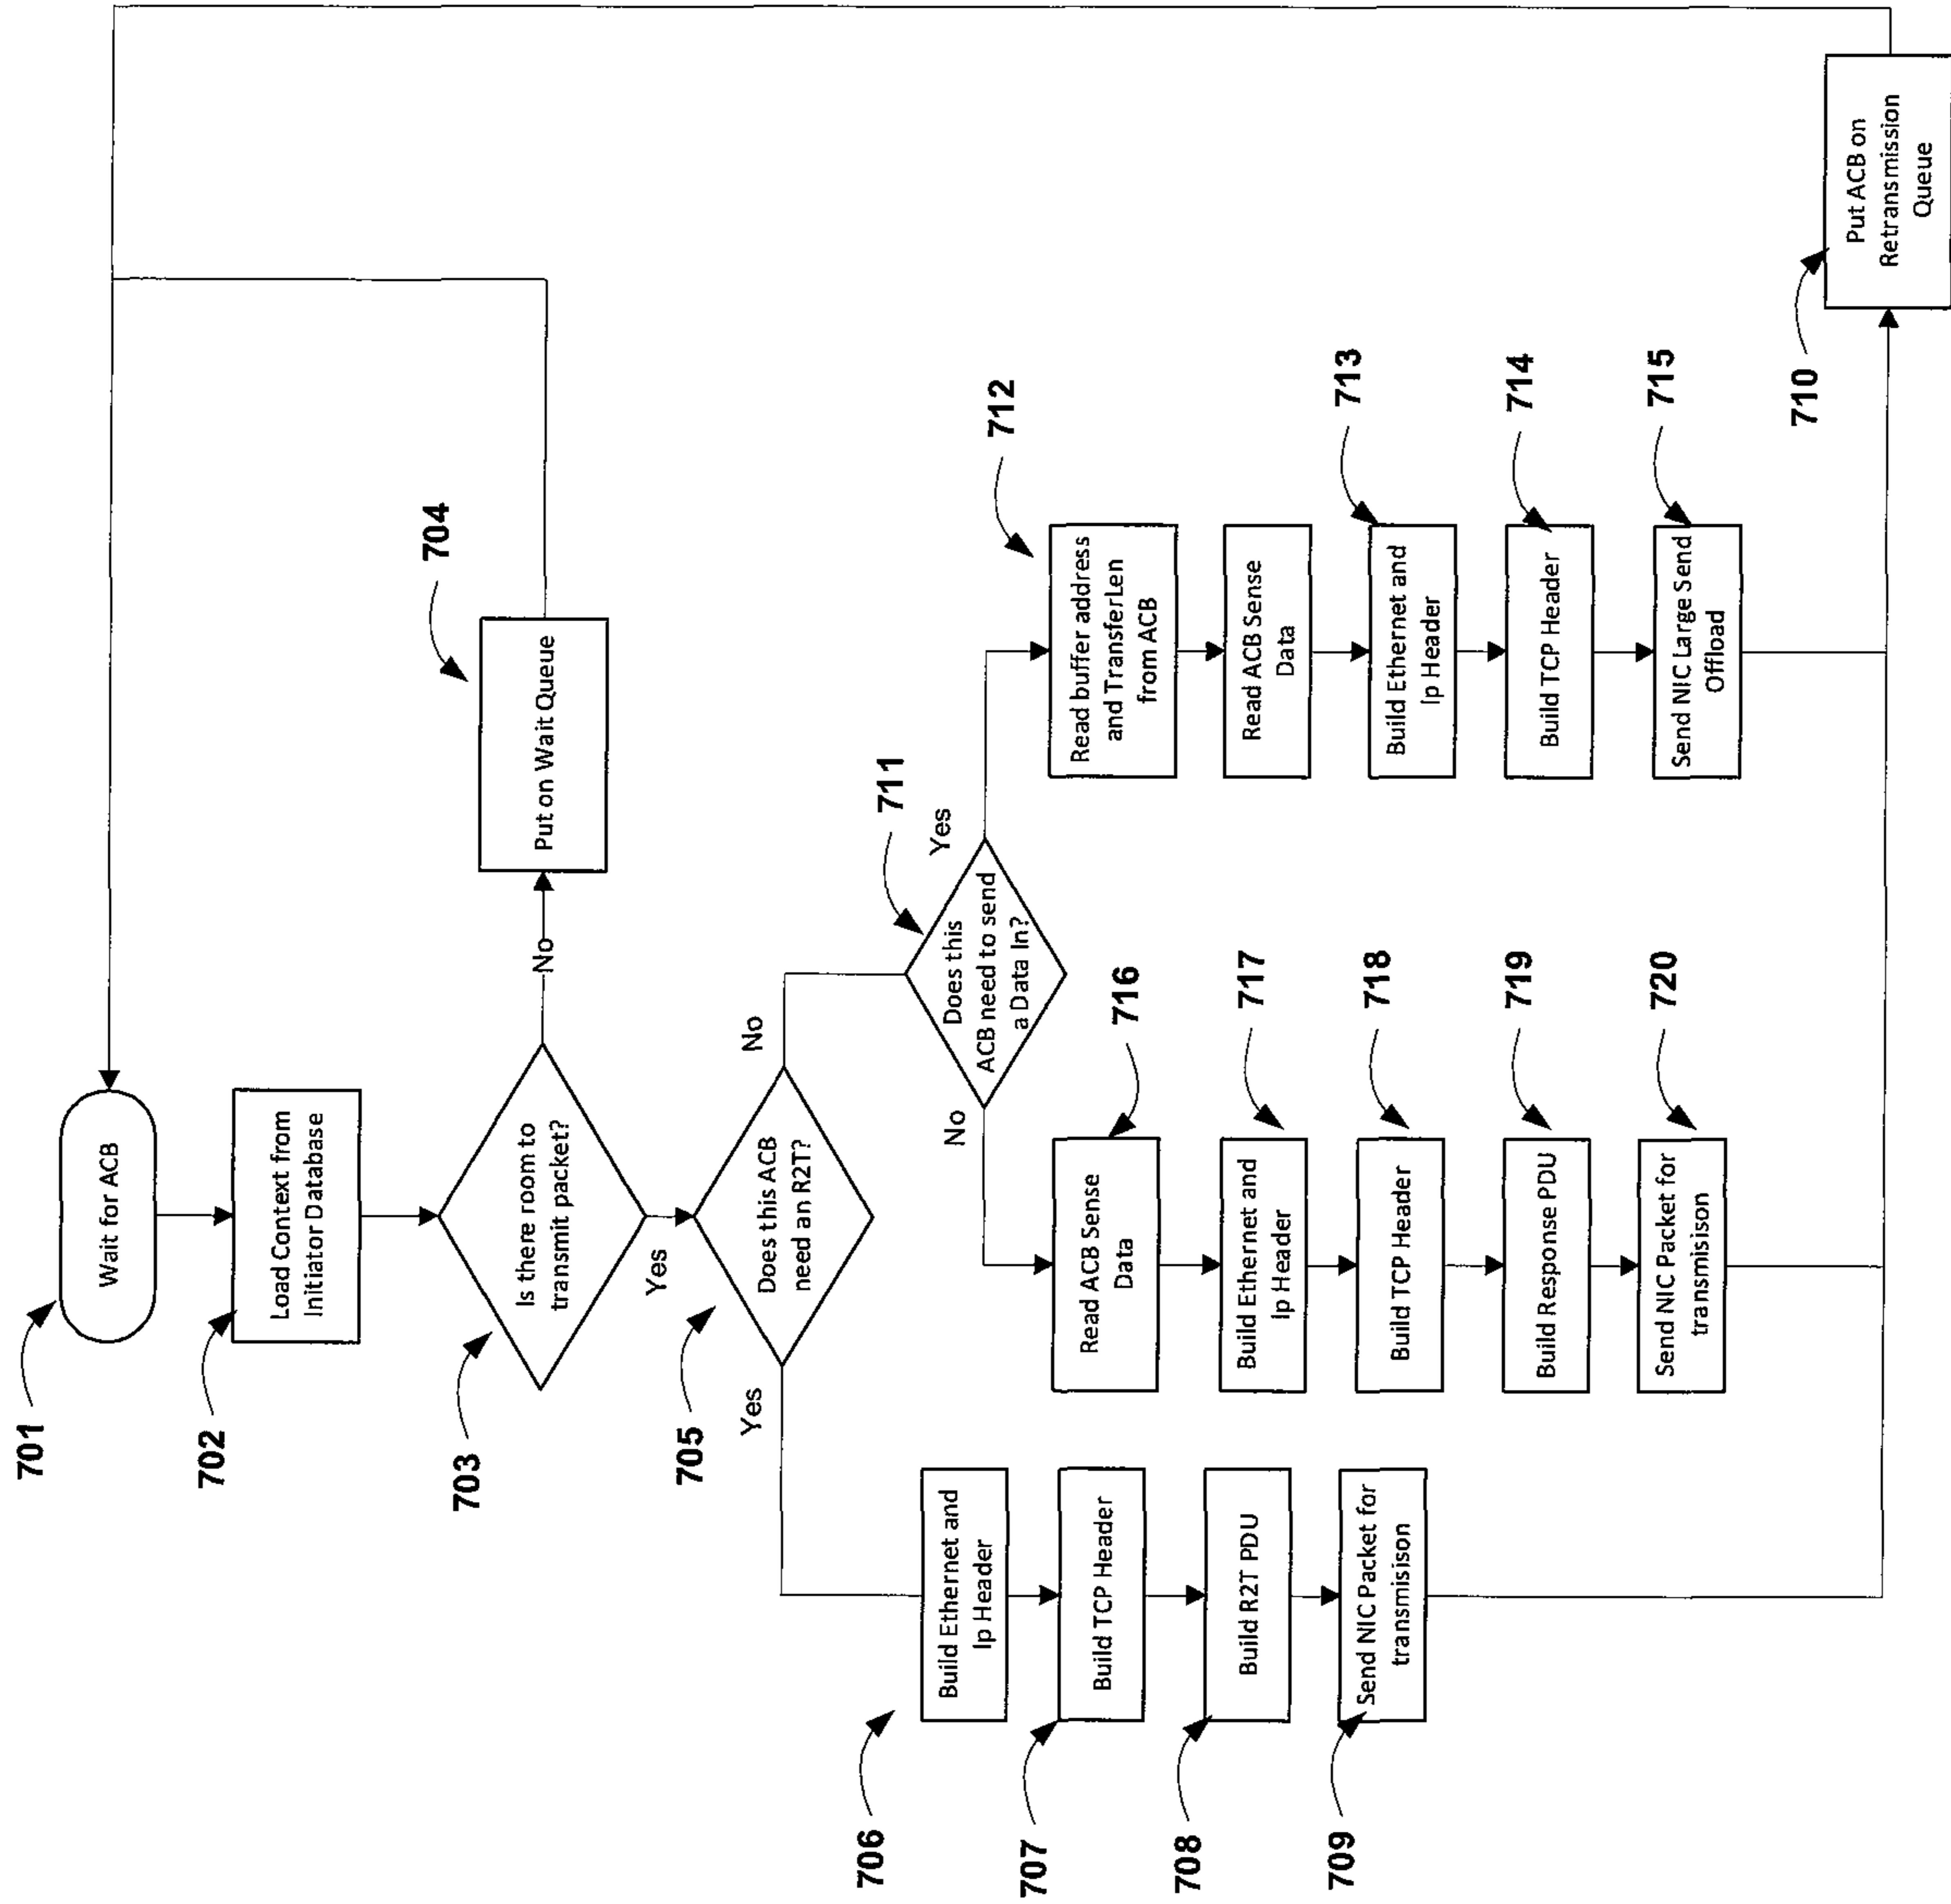 701
Wait for ACB
702
Load Context from
Initiator Database
703
Is there room to
transmit packet?
No
704
Put on Wait Queue
Yes
705
Does this ACB
need an R2T?
Yes
No
706
Build Ethernet and
Ip Header
707
Build TCP Header
708
Build R2T PDU
709
Send NIC Packet for
transmisison
711
Does this
ACB need to send
a Data In?
No
Yes
716
Read ACB Sense
Data
717
Build Ethernet and
Ip Header
718
Build TCP Header
719
Build Response PDU
720
Send NIC Packet for
transmisison
712
Read buffer address
and TransferLen
from ACB
Read ACB Sense
Data
713
Build Ethernet and
Ip Header
714
Build TCP Header
715
Send NIC Large Send
Offload
710
Put ACB on
Retransmission
Queue